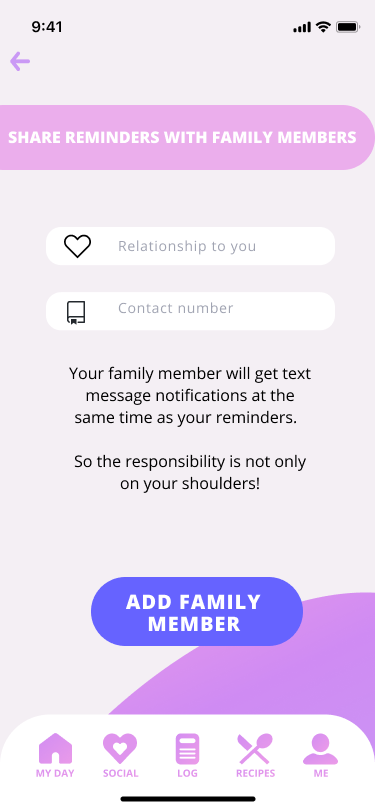 9:41
SHARE REMINDERS WITH FAMILY MEMBERS
Relationship to you
Contact number
Your family member will get text
message notifications at the
same time as your reminders.
So the responsibility is not only
on your shoulders!
ADD FAMILY
MEMBER
MY DAY
SOCIAL
LOG
RECIPES
ME